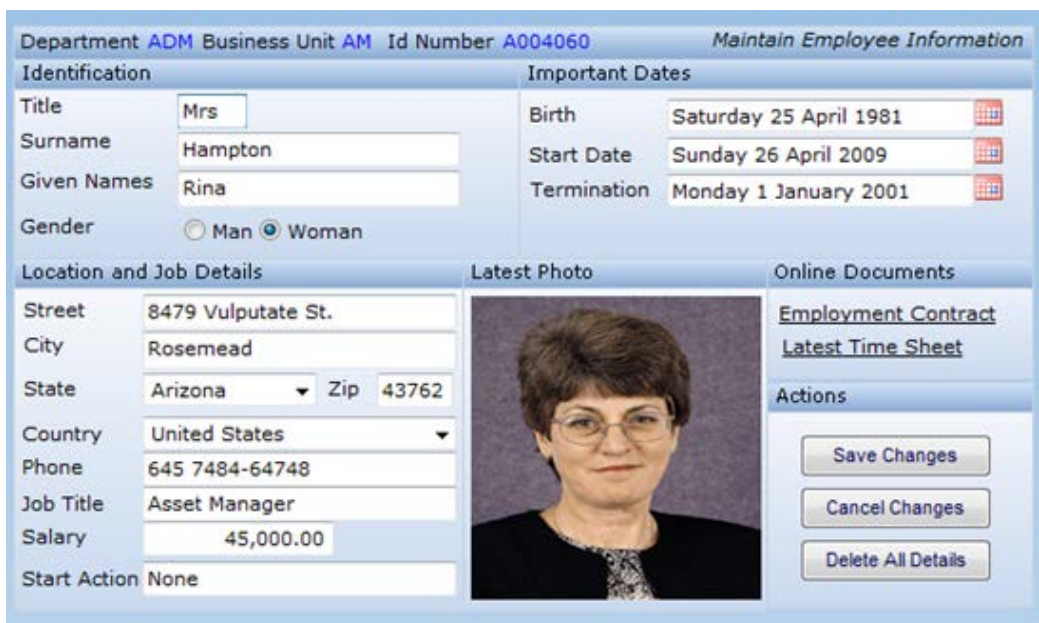 Department ADM Business Unit AM Id Number A004060 Maintain Employee Information
Identification
Title Mrs
Surname Hampton
Given Names Rina
Gender Man Woman
Important Dates
Birth Saturday 25 April 1981
Start Date Sunday 26 April 2009
Termination Monday 1 January 2001
Location and Job Details
Street 8479 Vulputate St.
City Rosemead
State Arizona Zip 43762
Country United States
Phone 645 7484-64748
Job Title Asset Manager
Salary 45,000.00
Start Action None
Latest Photo
Online Documents
Employment Contract
Latest Time Sheet
Actions
Save Changes
Cancel Changes
Delete All Details